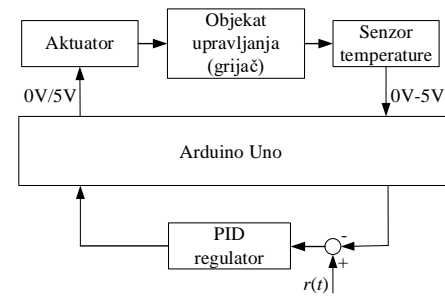 Aktuator
Objekat
upravljanja
(grijač)
Senzor
temperature
0V/5V
0V-5V
Arduino Uno
PID
regulator
-
+
r(t)